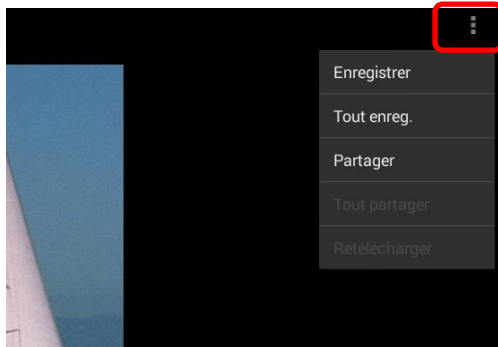 Enregistrer
Tout enreg.
Partager
Tout partager
Retélécharger